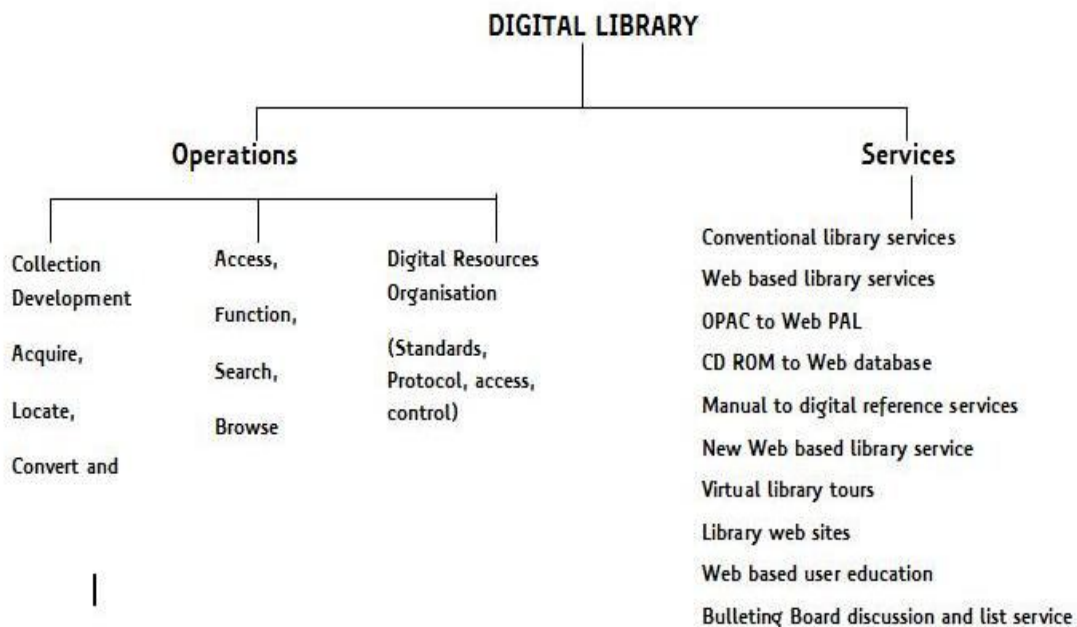 DIGITAL LIBRARY
Operations
Services
Collection
Development
Acquire,
Locate,
Convert and
Access,
Function,
Search,
Browse
Digital Resources
Organisation
(Standards,
Protocol, access,
control)
Conventional library services
Web based library services
OPAC to Web PAL
CD ROM to Web database
Manual to digital reference services
New Web based library service
Virtual library tours
Library web sites
Web based user education
Bulleting Board discussion and list service